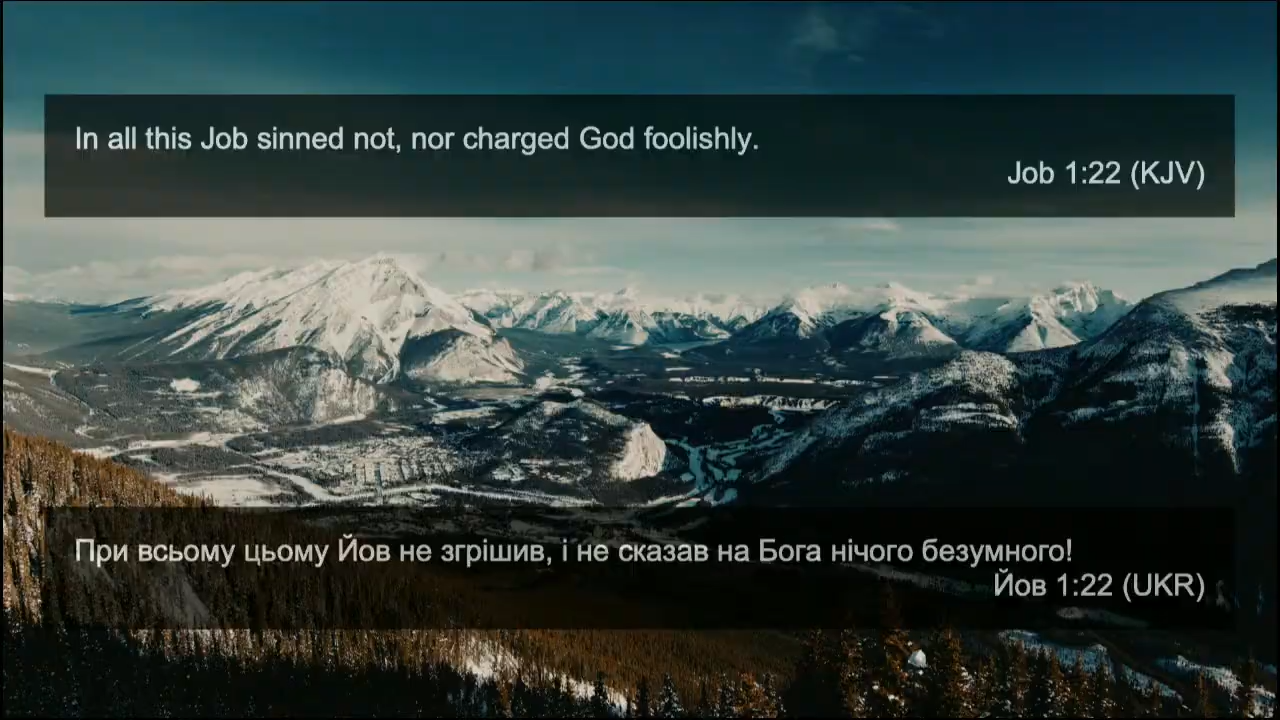 In all this Job sinned not, nor charged God foolishly.
Job 1:22 (KJV)
При всьому цьому Йов не згрішив, і не сказав на Бога нічого безумного!
Йов 1:22 (UKR)